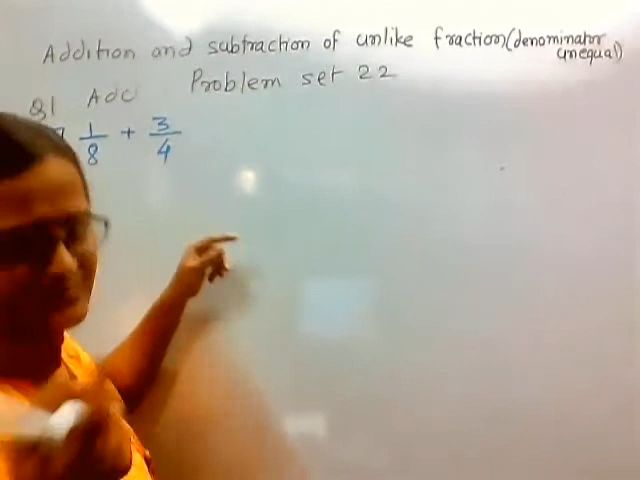 Addition and subtraction of unlike fraction(denominator
unequal)
Problem set 22
Q1 Add
1/8 + 3/4